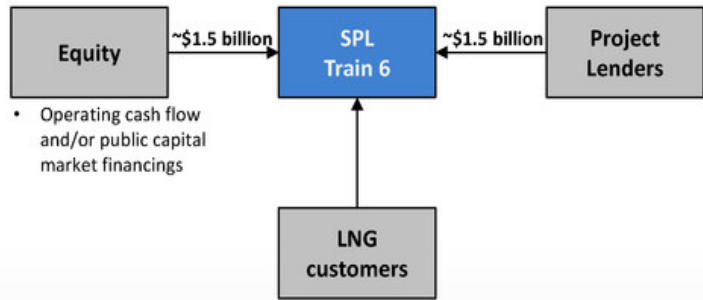 Equity
~$1.5 billion
SPL
Train 6
~$1.5 billion
Project
Lenders
• Operating cash flow
and/or public capital
market financings
LNG
customers